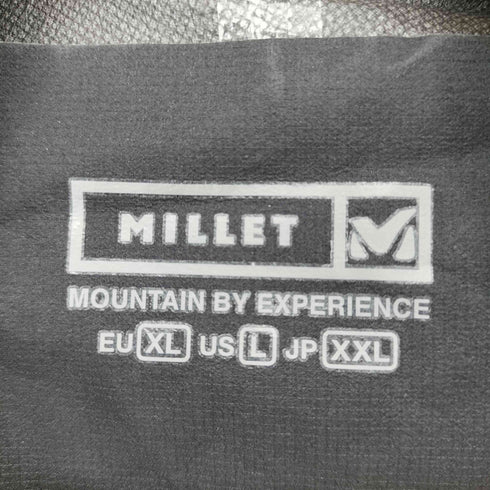 MILLET
MOUNTAIN BY EXPERIENCE
EU XL US L JP XXL